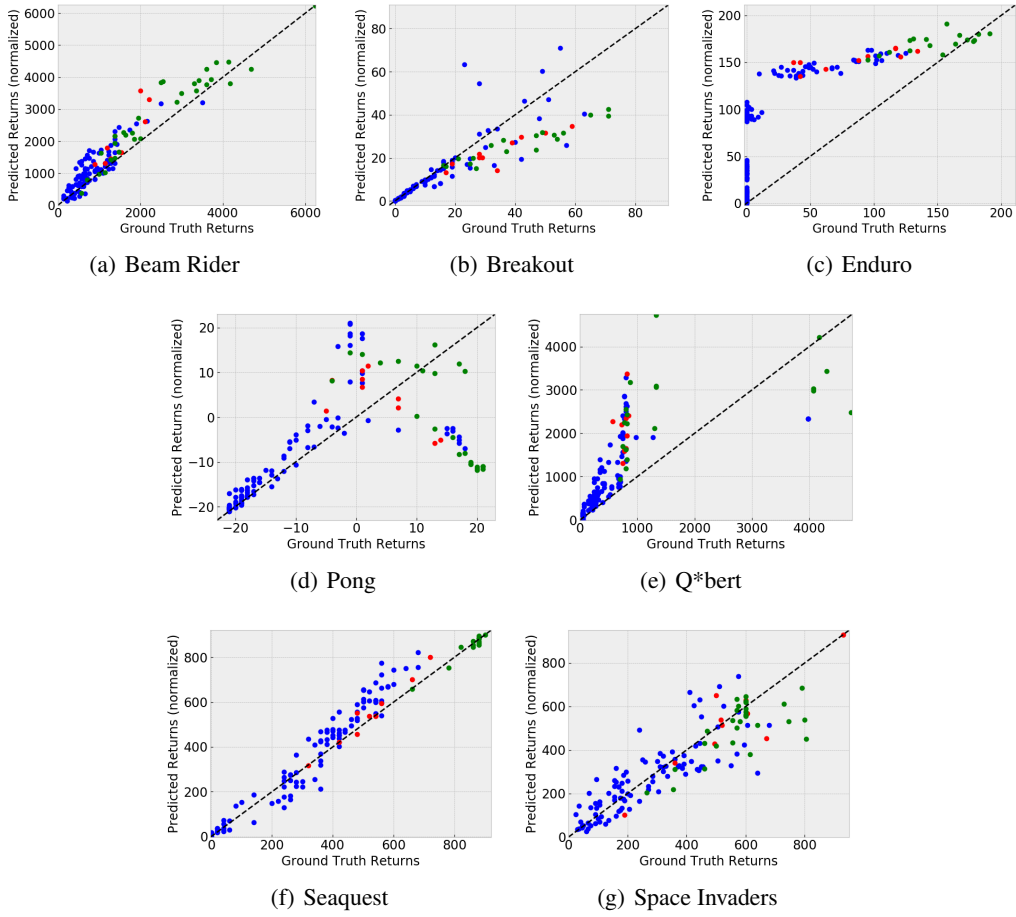 6000
5000
4000
3000
2000
1000
0
0 2000 4000 6000
Predicted Returns (normalized)
Ground Truth Returns
(a) Beam Rider
80
60
40
20
0
0 20 40 60 80
Predicted Returns (normalized)
Ground Truth Returns
(b) Breakout
200
150
100
50
0
0 50 100 150 200
Predicted Returns (normalized)
Ground Truth Returns
(c) Enduro
20
10
0
−10
−20
−20 −10 0 10 20
Predicted Returns (normalized)
Ground Truth Returns
(d) Pong
4000
3000
2000
1000
0
0 1000 2000 3000 4000
Predicted Returns (normalized)
Ground Truth Returns
(e) Q*bert
800
600
400
200
0
0 200 400 600 800
Predicted Returns (normalized)
Ground Truth Returns
(f) Seaquest
800
600
400
200
0
0 200 400 600 800
Predicted Returns (normalized)
Ground Truth Returns
(g) Space Invaders